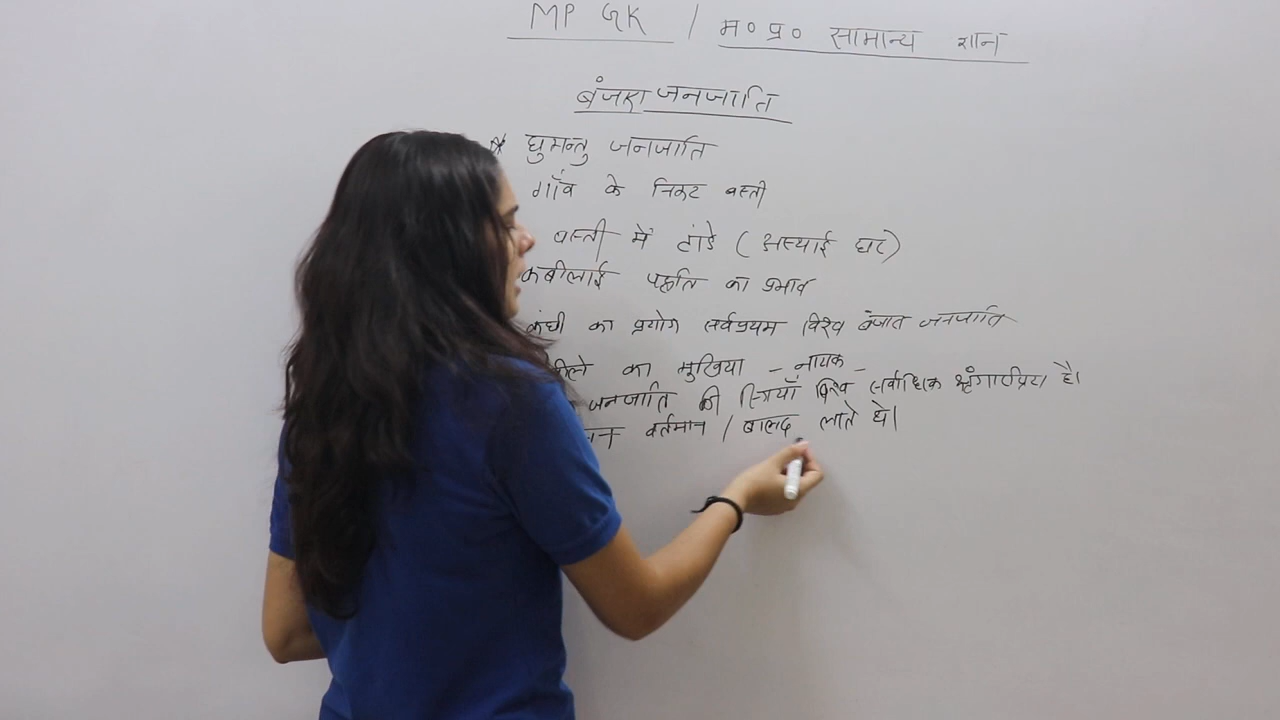 MP GK / म० प्र० सामान्य ज्ञान
बंजारा जनजाति
* घुमन्तु जनजाति
गाँव के निकट बस्ती
बस्ती में टांडे (अस्थाई घर)
कबीलाई पद्धति का प्रभाव
कंघी का प्रयोग सर्वप्रथम विश्व बंजारा जनजाति
का मुखिया - नायक -
जनजाति की स्त्रियाँ विश्व सर्वाधिक श्रृंगारप्रिय है।
वर्तमान / बालद लाते थे।